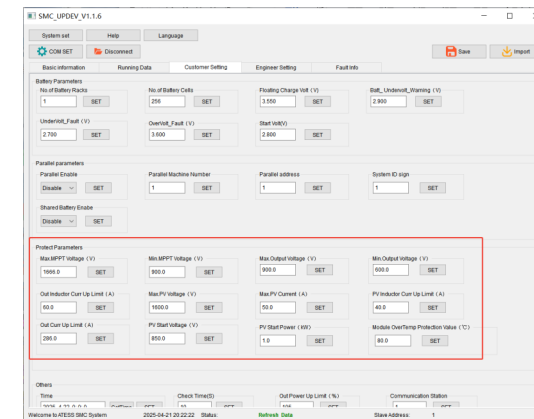 SMC_UPDEV_V1.1.6
System set Help Language
COM SET Disconnect Save Import
Basic information Running Data Customer Setting Engineer Setting Fault Info
Battery Parameters
No.of Battery Racks No.of Battery Cells Floating Charge Volt (V) Batt_Undervolt_Warning (V)
1 SET 256 SET 3.550 SET 2.900 SET
UnderVolt_Fault (V) OverVolt_Fault (V) Start Volt(V)
2.700 SET 3.600 SET 2.800 SET
Parallel parameters
Parallel Enable Parallel Machine Number Parallel address System ID sign
Disable SET 1 SET 1 SET 1 SET
Shared Battery Enabe
Disable SET
Protect Parameters
Max.MPPT Voltage (V) Min.MPPT Voltage (V) Max.Output Voltage (V) Min.Output Voltage (V)
1666.0 SET 900.0 SET 900.0 SET 600.0 SET
Out Inductor Curr Up Limit (A) Max.PV Voltage (V) Max.PV Current (A) PV Inductor Curr Up Limit (A)
60.0 SET 1600.0 SET 50.0 SET 40.0 SET
Out Curr Up Limit (A) PV Start Voltage (V) PV Start Power (kW) Module OverTemp Protection Value (℃)
286.0 SET 850.0 SET 1.0 SET 80.0 SET
Others
Time Check Time(S) Out Power Up Limit (%) Communication Station
SET SET SET
Welcome to ATESS SMC System 2025-04-21 20:22:22 Status: Refresh Data Slave Address: 1